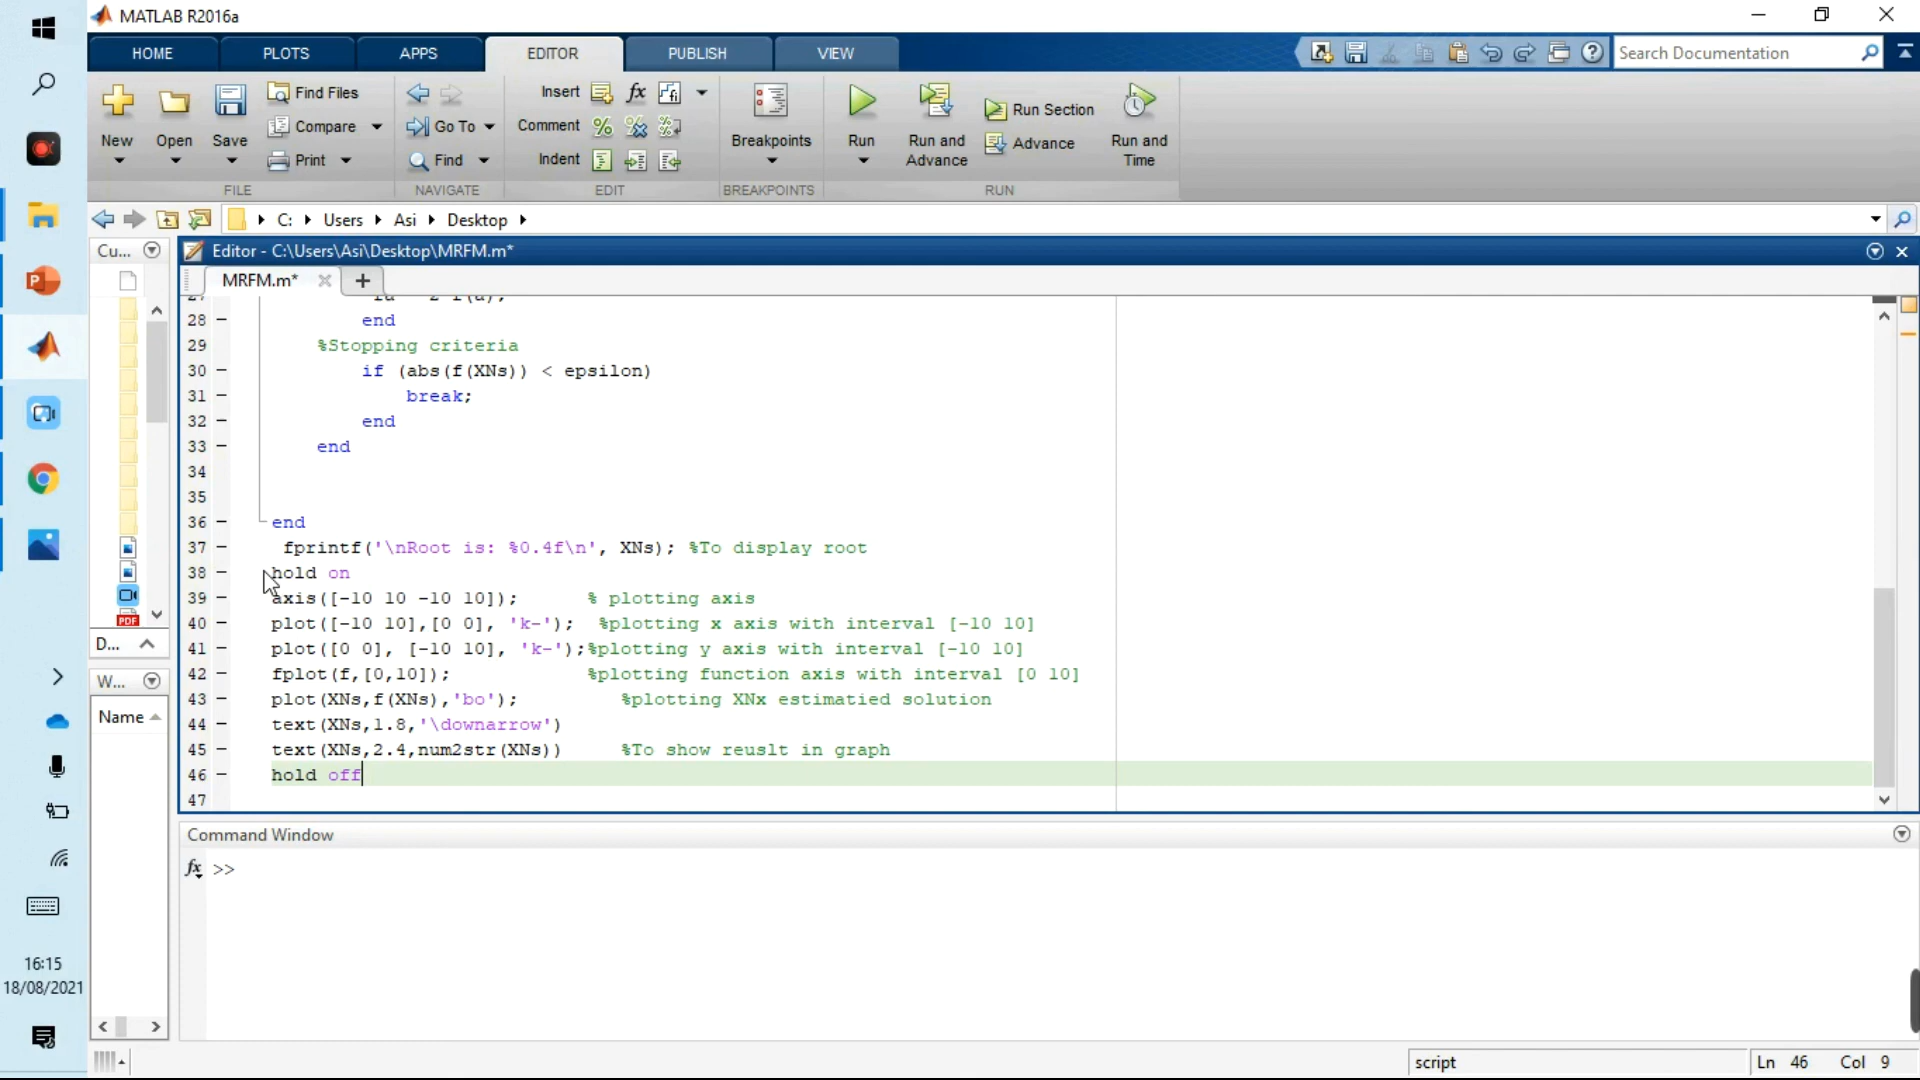 MATLAB R2016a
HOME PLOTS APPS EDITOR PUBLISH VIEW
Search Documentation
New Open Save Find Files Compare Print
FILE
Go To Find
NAVIGATE
Insert fx
Comment
Indent
EDIT
Breakpoints
BREAKPOINTS
Run Run and Advance Run Section Advance Run and Time
RUN
C: Users Asi Desktop
Cu...
Editor - C:\Users\Asi\Desktop\MRFM.m*
MRFM.m*
28 end
29 %Stopping criteria
30 if (abs(f(XNs)) < epsilon)
31 break;
32 end
33 end
34
35
36 end
37 fprintf('\nRoot is: %0.4f\n', XNs); %To display root
38 hold on
39 axis([-10 10 -10 10]); % plotting axis
40 plot([-10 10],[0 0], 'k-'); %plotting x axis with interval [-10 10]
41 plot([0 0], [-10 10], 'k-');%plotting y axis with interval [-10 10]
42 fplot(f,[0,10]); %plotting function axis with interval [0 10]
43 plot(XNs,f(XNs),'bo'); %plotting XNx estimatied solution
44 text(XNs,1.8,'\downarrow')
45 text(XNs,2.4,num2str(XNs)) %To show reuslt in graph
46 hold off
47
PDF
D...
W...
Name
Command Window
fx >>
16:15
18/08/2021
script Ln 46 Col 9